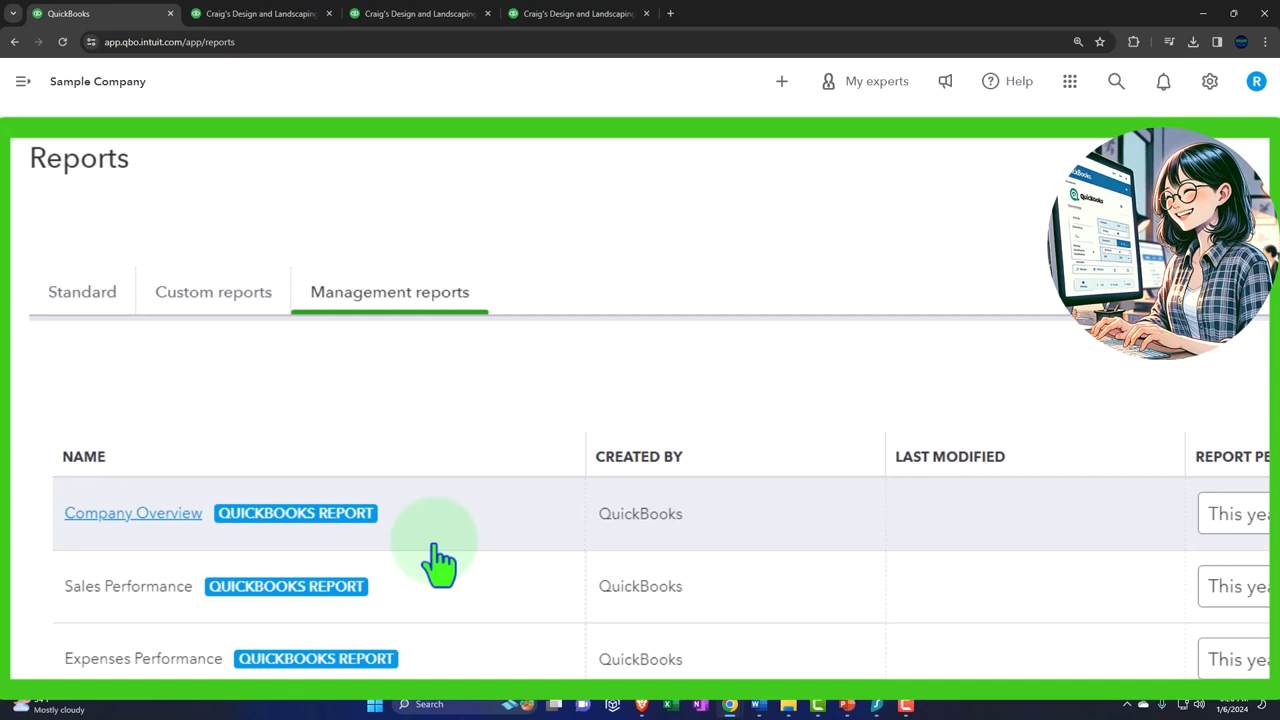 QuickBooks
Craig's Design and Landscaping
Craig's Design and Landscaping
Craig's Design and Landscaping
app.qbo.intuit.com/app/reports
Sample Company
My experts
Help
R
Reports
QuickBooks
Standard
Custom reports
Management reports
NAME
CREATED BY
LAST MODIFIED
REPORT PE
Company Overview
QUICKBOOKS REPORT
QuickBooks
This yea
Sales Performance
QUICKBOOKS REPORT
QuickBooks
This yea
Expenses Performance
QUICKBOOKS REPORT
QuickBooks
This yea
Mostly cloudy
Search
1/6/2024